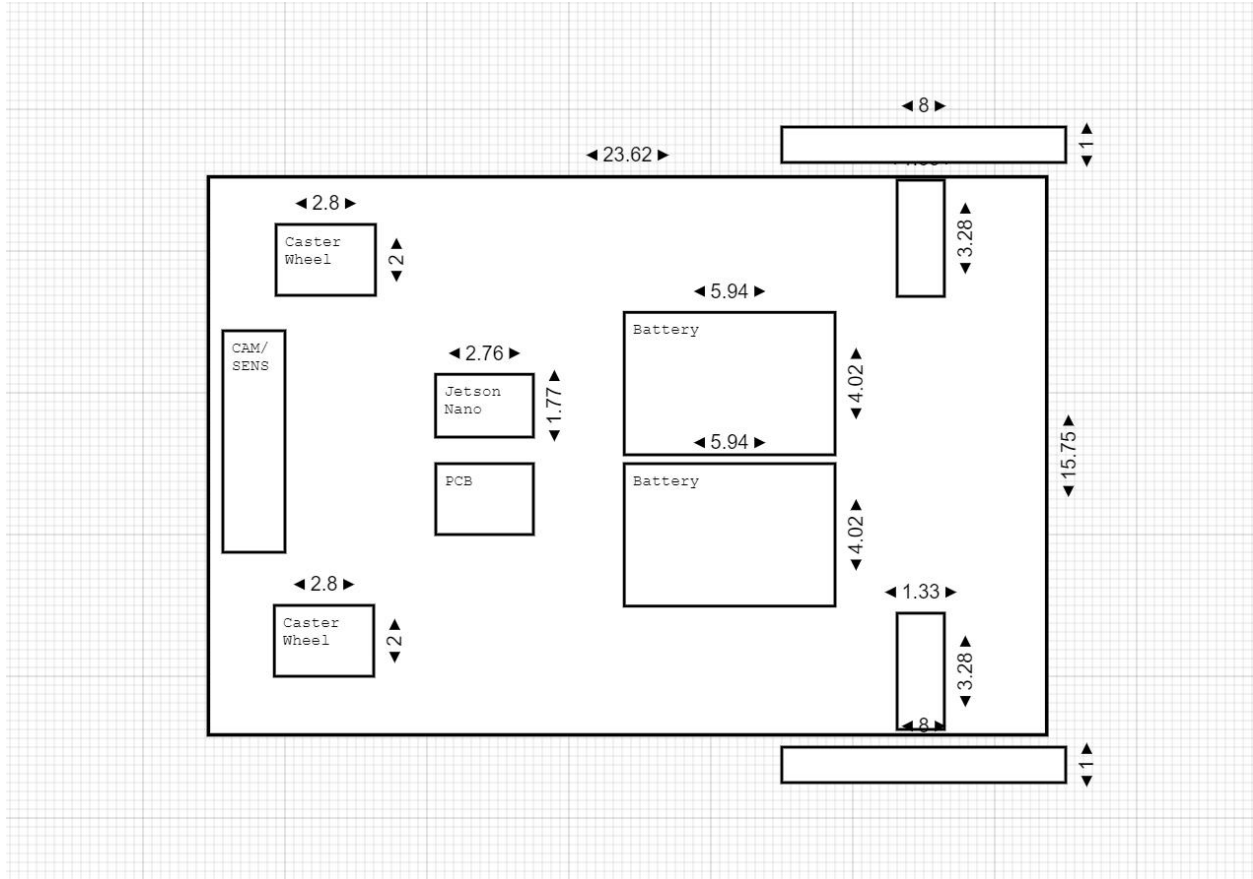 8
1
23.62
2.8
Caster
Wheel
2
3.28
5.94
Battery
CAM/
SENS
2.76
Jetson
Nano
1.77
4.02
15.75
5.94
PCB
Battery
4.02
2.8
1.33
Caster
Wheel
2
3.28
8
1